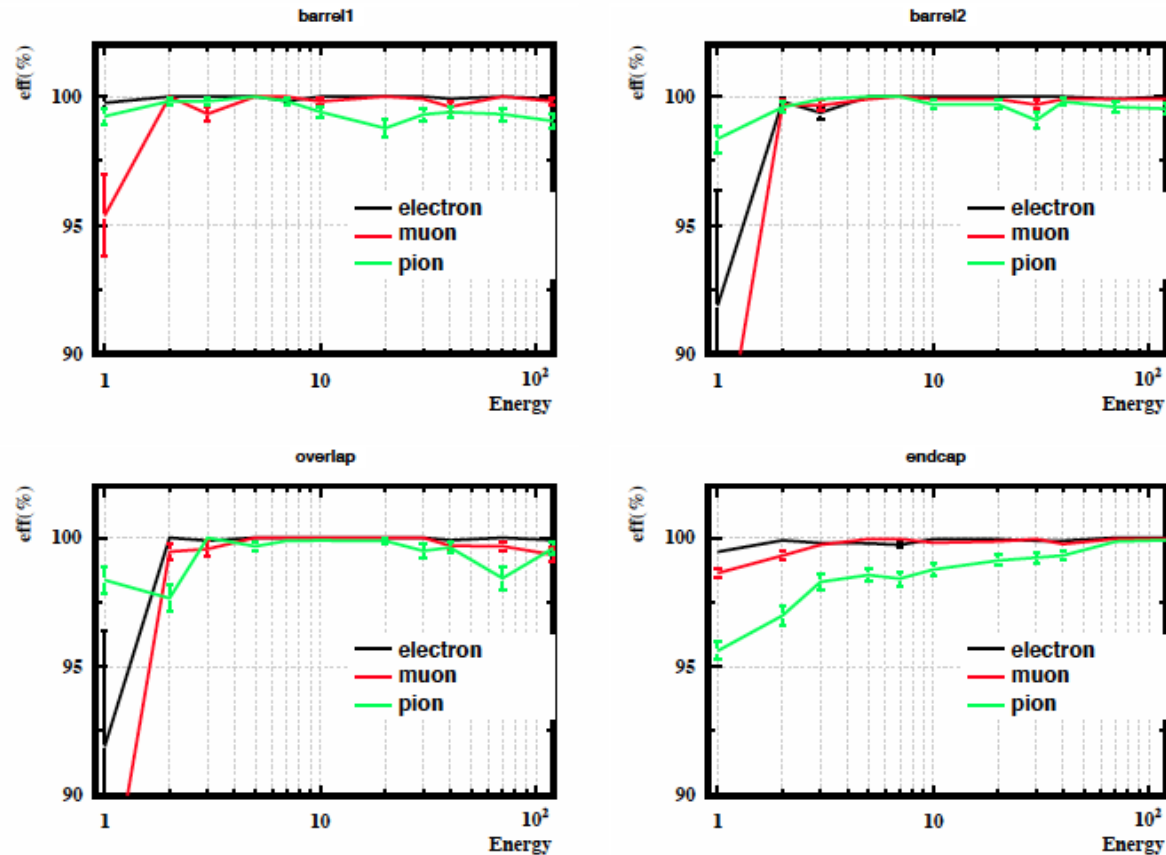 barrel1
eff(%)
100
95
90
electron
muon
pion
1
10
10²
Energy
barrel2
eff(%)
100
95
90
electron
muon
pion
1
10
10²
Energy
overlap
eff(%)
100
95
90
electron
muon
pion
1
10
10²
Energy
endcap
eff(%)
100
95
90
electron
muon
pion
1
10
10²
Energy